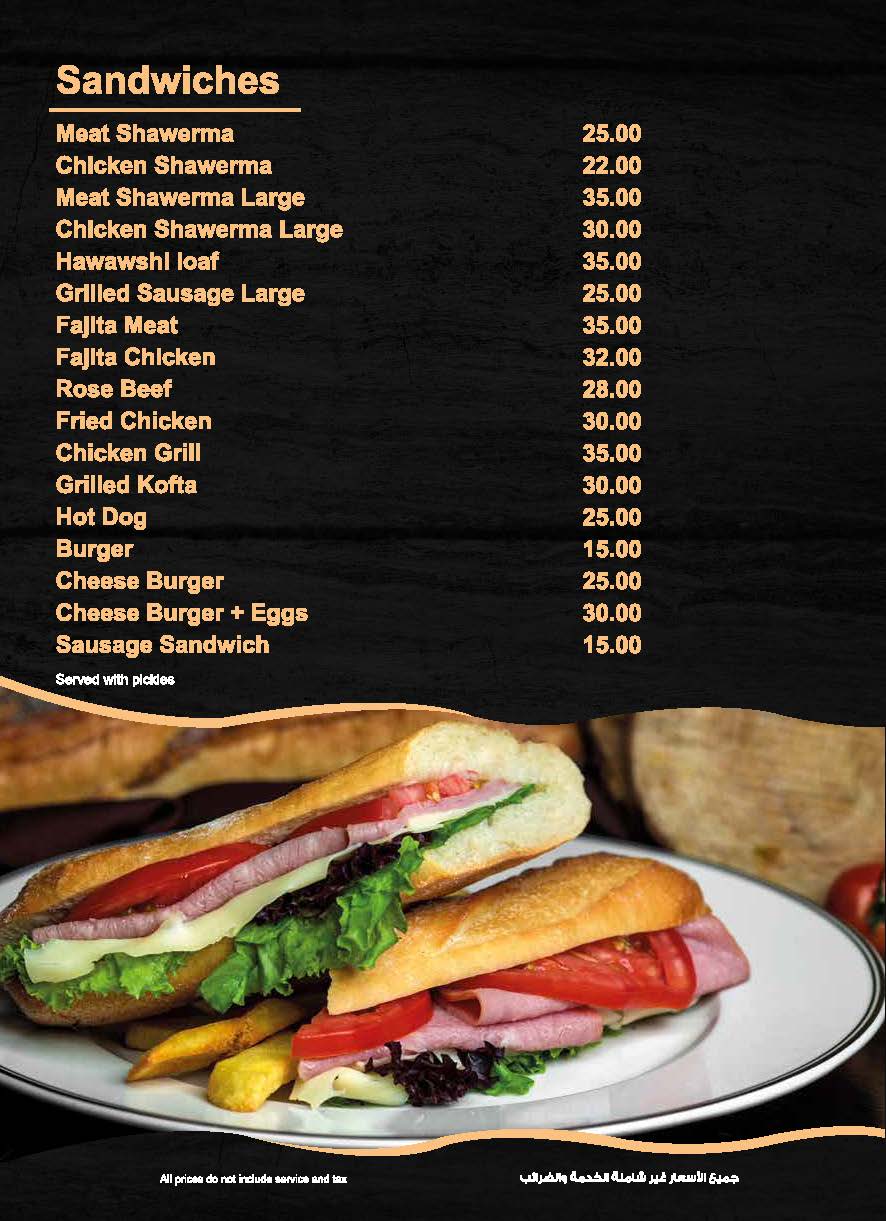 Sandwiches
Meat Shawerma 25.00
Chicken Shawerma 22.00
Meat Shawerma Large 35.00
Chicken Shawerma Large 30.00
Hawawshi loaf 35.00
Grilled Sausage Large 25.00
Fajita Meat 35.00
Fajita Chicken 32.00
Rose Beef 28.00
Fried Chicken 30.00
Chicken Grill 35.00
Grilled Kofta 30.00
Hot Dog 25.00
Burger 15.00
Cheese Burger 25.00
Cheese Burger + Eggs 30.00
Sausage Sandwich 15.00
Served with pickles
All prices do not include service and tax
جميع الأسعار غير شاملة الخدمة والضرائب